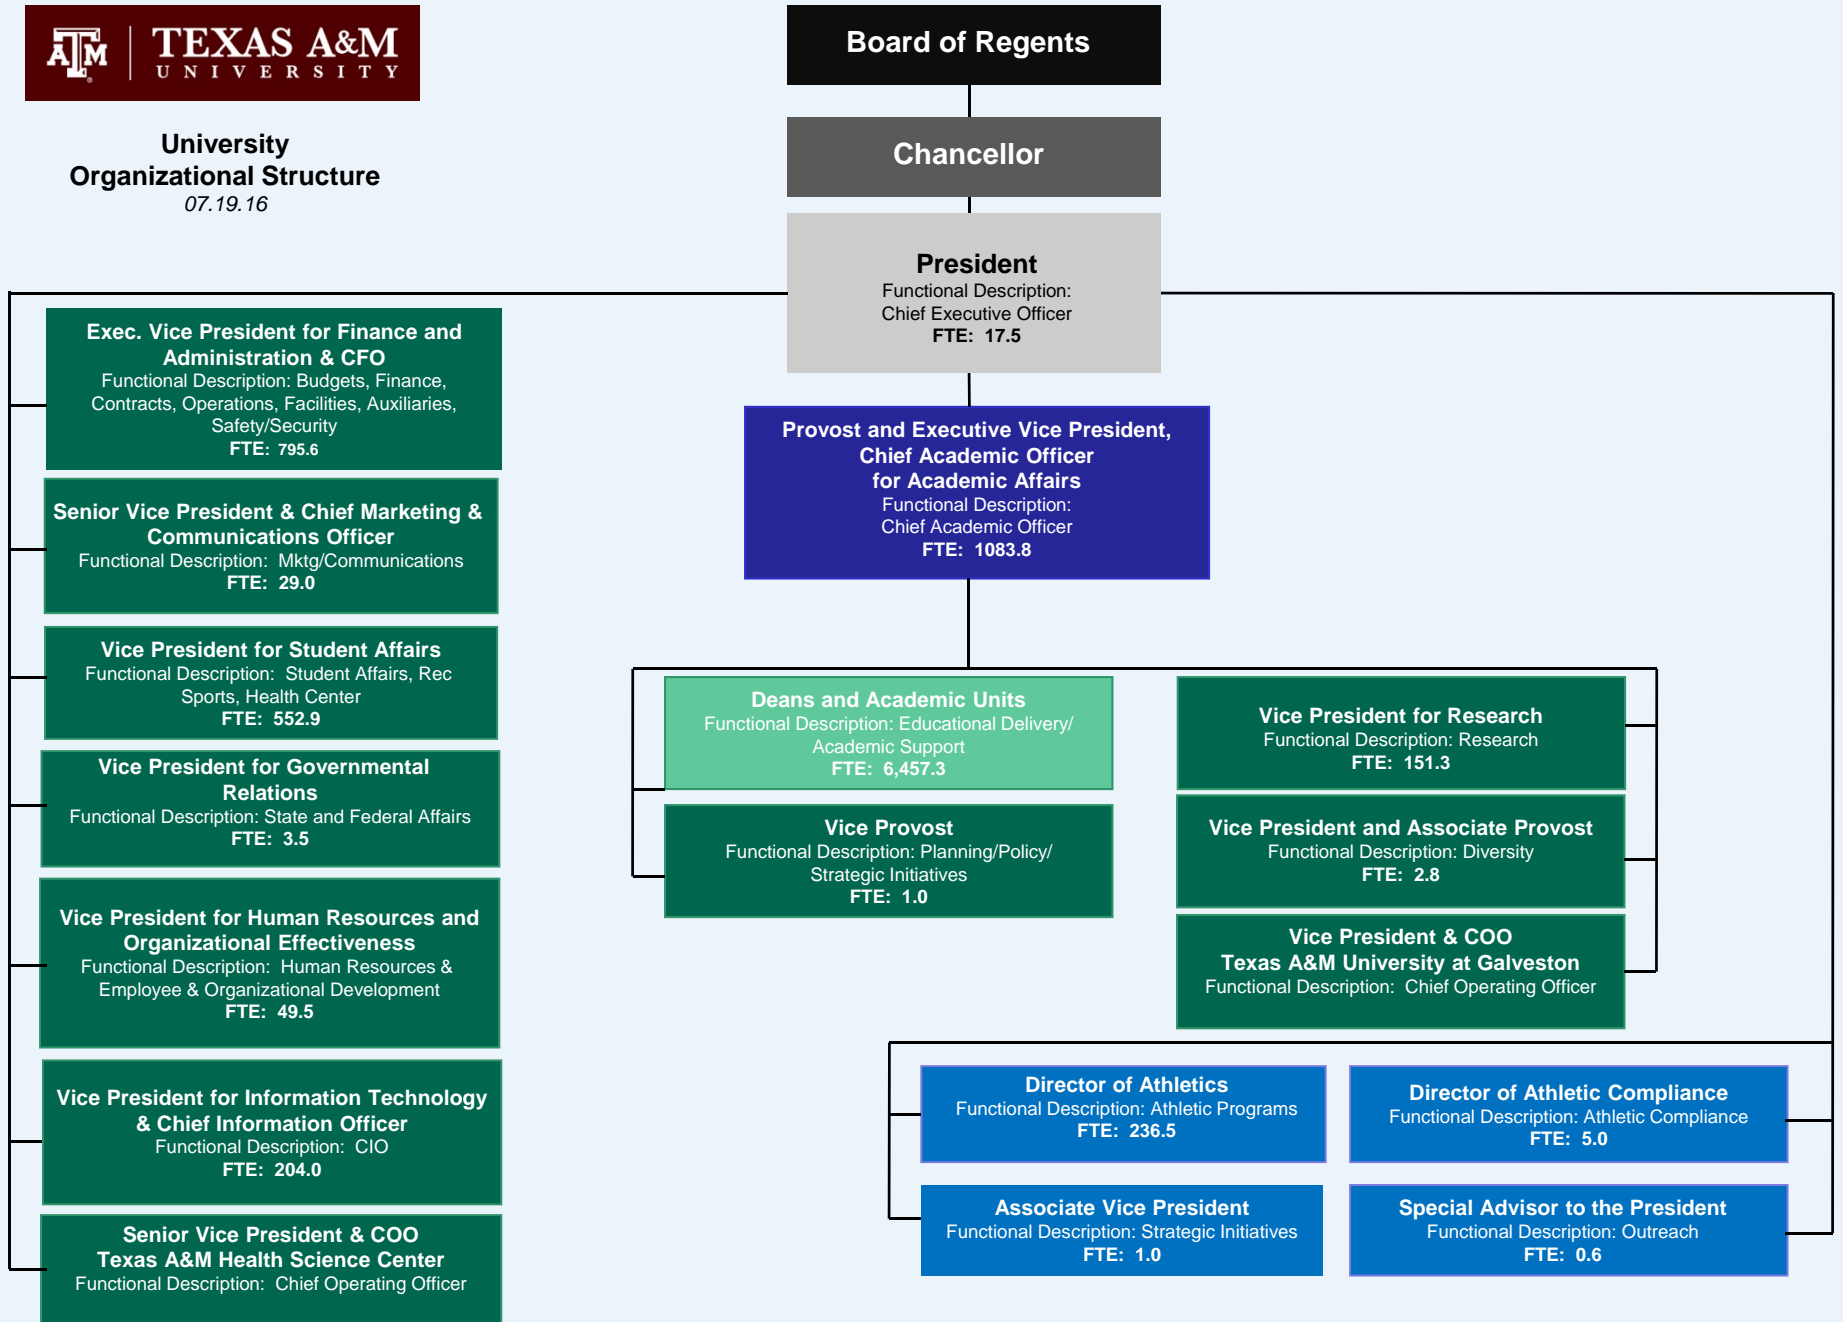 TEXAS A&M
UNIVERSITY
University
Organizational Structure
07.19.16
Board of Regents
Chancellor
President
Functional Description:
Chief Executive Officer
FTE: 17.5
Exec. Vice President for Finance and
Administration & CFO
Functional Description: Budgets, Finance,
Contracts, Operations, Facilities, Auxiliaries,
Safety/Security
FTE: 795.6
Senior Vice President & Chief Marketing &
Communications Officer
Functional Description: Mktg/Communications
FTE: 29.0
Vice President for Student Affairs
Functional Description: Student Affairs, Rec
Sports, Health Center
FTE: 552.9
Vice President for Governmental
Relations
Functional Description: State and Federal Affairs
FTE: 3.5
Vice President for Human Resources and
Organizational Effectiveness
Functional Description: Human Resources &
Employee & Organizational Development
FTE: 49.5
Vice President for Information Technology
& Chief Information Officer
Functional Description: CIO
FTE: 204.0
Senior Vice President & COO
Texas A&M Health Science Center
Functional Description: Chief Operating Officer
Provost and Executive Vice President,
Chief Academic Officer
for Academic Affairs
Functional Description:
Chief Academic Officer
FTE: 1083.8
Deans and Academic Units
Functional Description: Educational Delivery/
Academic Support
FTE: 6,457.3
Vice Provost
Functional Description: Planning/Policy/
Strategic Initiatives
FTE: 1.0
Vice President for Research
Functional Description: Research
FTE: 151.3
Vice President and Associate Provost
Functional Description: Diversity
FTE: 2.8
Vice President & COO
Texas A&M University at Galveston
Functional Description: Chief Operating Officer
Director of Athletics
Functional Description: Athletic Programs
FTE: 236.5
Director of Athletic Compliance
Functional Description: Athletic Compliance
FTE: 5.0
Associate Vice President
Functional Description: Strategic Initiatives
FTE: 1.0
Special Advisor to the President
Functional Description: Outreach
FTE: 0.6